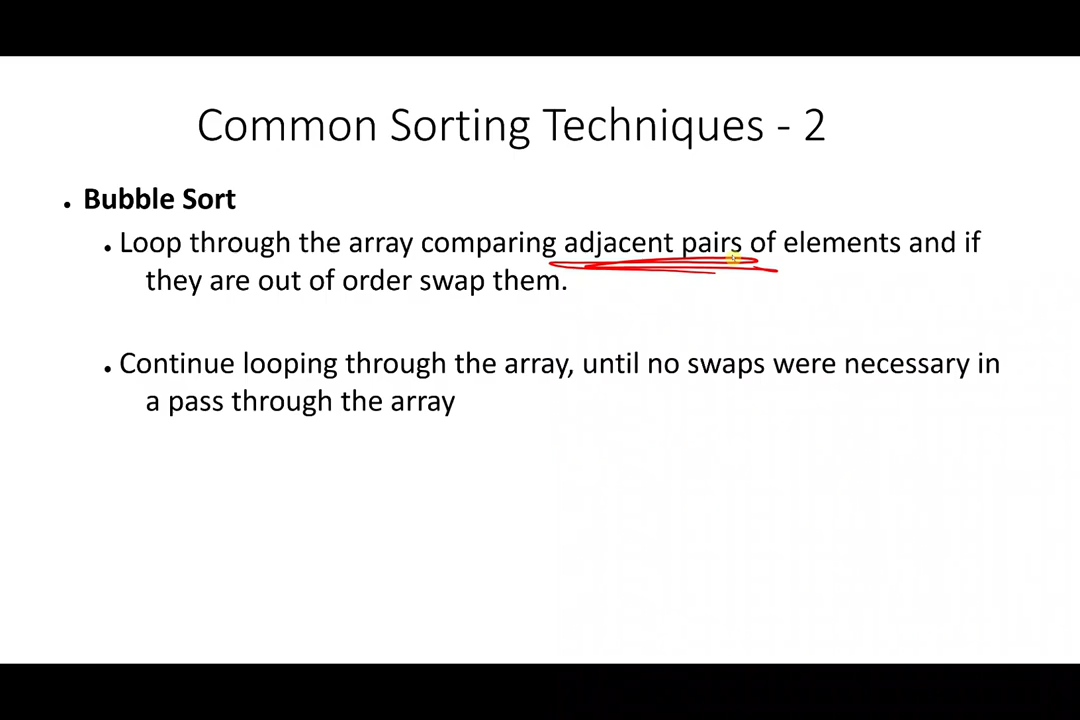 Common Sorting Techniques - 2
• Bubble Sort
• Loop through the array comparing adjacent pairs of elements and if
they are out of order swap them.
• Continue looping through the array, until no swaps were necessary in
a pass through the array